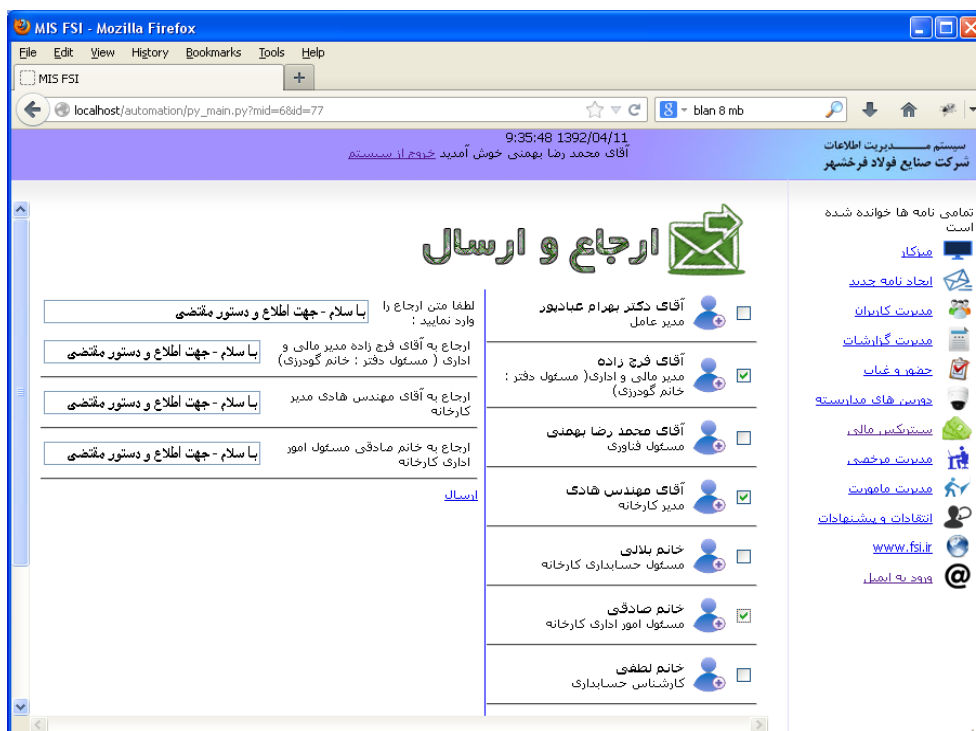 MIS FSI - Mozilla Firefox
File Edit View History Bookmarks Tools Help
MIS FSI
localhost/automation/py_main.py?mid=6&id=77
blan 8 mb
9:35:48 1392/04/11
آقای محمد رضا بهمنی خوش آمدید خروج از سیستم
سیستم مـــدیریت اطلاعات
شرکت صنایع فولاد فرخشهر
تمامی نامه ها خوانده شده
است
میزکار
ایجاد نامه جدید
مدیریت کاربران
مدیریت گزارشات
حضور و غیاب
دوربین های مداربسته
سیتریکس مالی
مدیریت مرخصی
مدیریت ماموریت
انتقادات و پیشنهادات
www.fsi.ir
ورود به ایمیل
ارجاع و ارسال
آقای دکتر بهرام عبادپور
مدیر عامل
آقای فرج زاده
مدیر مالی و اداری( مسئول دفتر :
خانم گودرزی)
آقای محمد رضا بهمنی
مسئول فناوری
آقای مهندس هادی
مدیر کارخانه
خانم بلالی
مسئول حسابداری کارخانه
خانم صادقی
مسئول امور اداری کارخانه
خانم لطفی
کارشناس حسابداری
لطفا متن ارجاع را
وارد نمایید :
با سلام - جهت اطلاع و دستور مقتضی
ارجاع به آقای فرج زاده مدیر مالی و
اداری ( مسئول دفتر : خانم گودرزی)
با سلام - جهت اطلاع و دستور مقتضی
ارجاع به آقای مهندس هادی مدیر
کارخانه
با سلام - جهت اطلاع و دستور مقتضی
ارجاع به خانم صادقی مسئول امور
اداری کارخانه
با سلام - جهت اطلاع و دستور مقتضی
ارسال